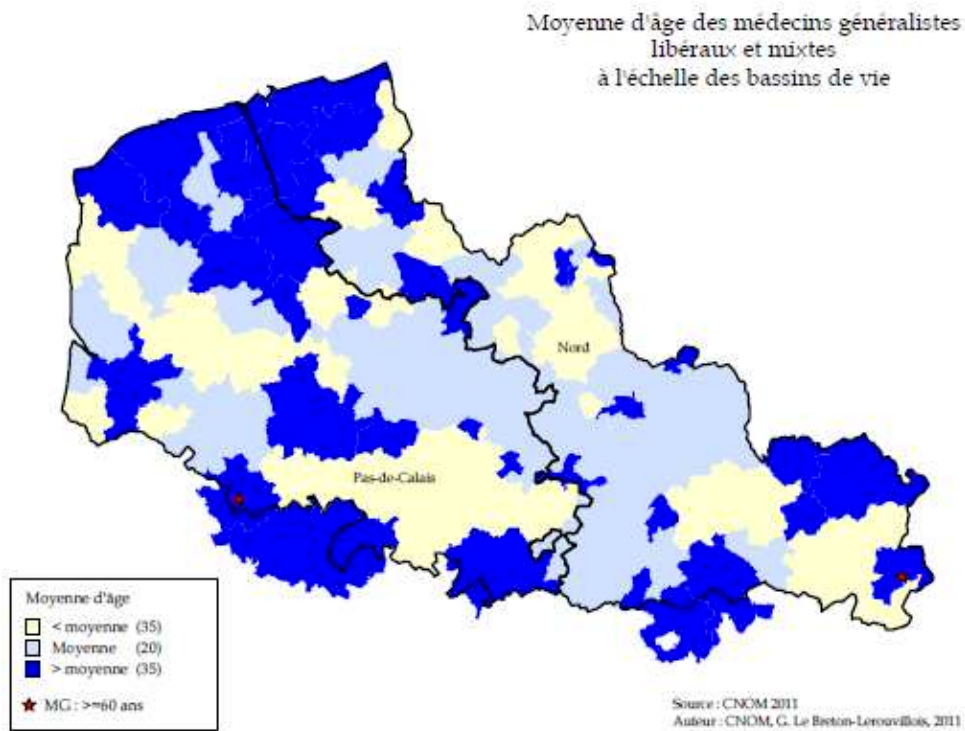 Moyenne d'âge des médecins généralistes
libéraux et mixtes
à l'échelle des bassins de vie
Nord
Pas-de-Calais
Moyenne d'âge
< moyenne (35)
Moyenne (20)
> moyenne (35)
MG : >=60 ans
Source : CNOM 2011
Auteur : CNOM, G. Le Breton-Lerouvillois, 2011